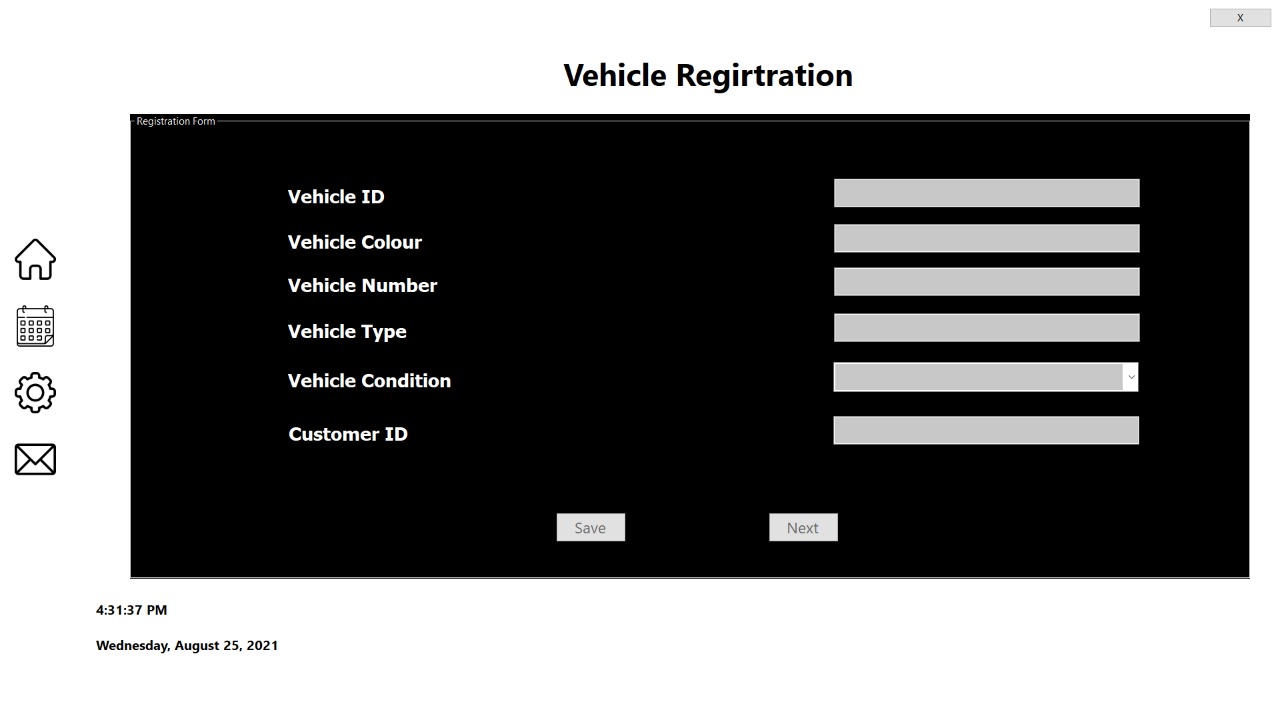 X
Vehicle Regirtration
Registration Form
Vehicle ID
Vehicle Colour
Vehicle Number
Vehicle Type
Vehicle Condition
Customer ID
Save Next
4:31:37 PM
Wednesday, August 25, 2021